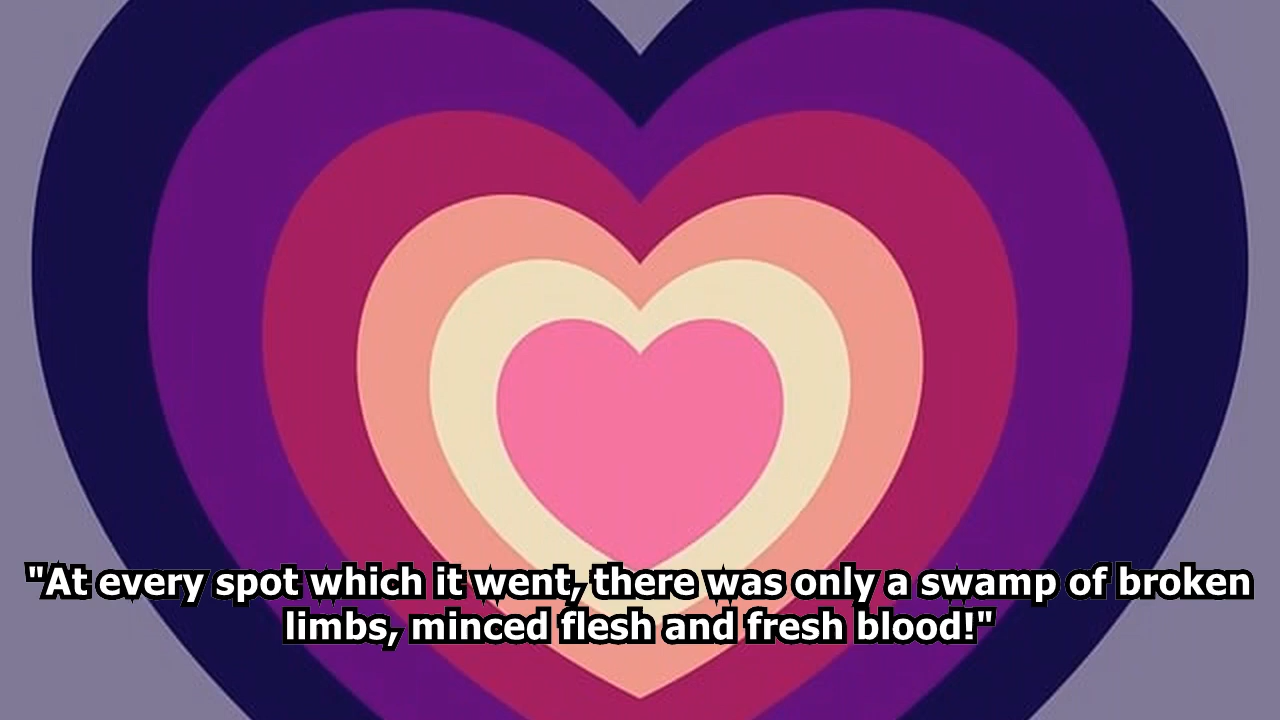 "At every spot which it went, there was only a swamp of broken
limbs, minced flesh and fresh blood!"